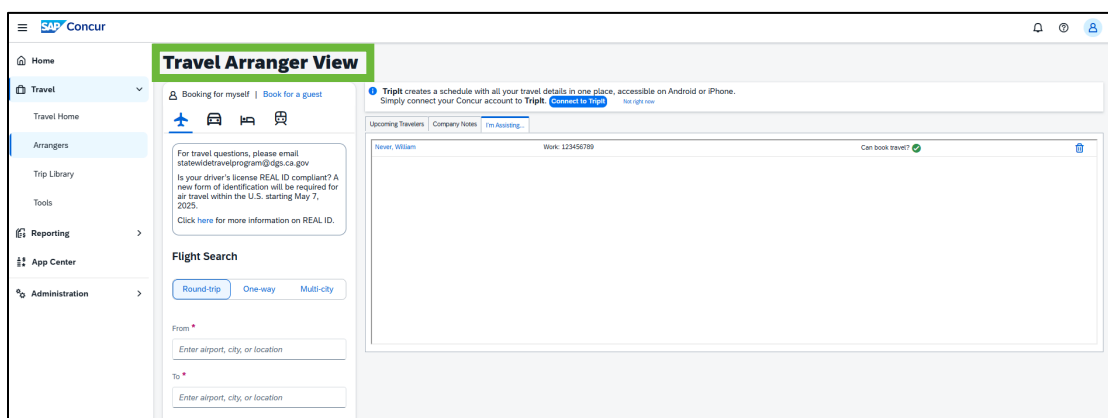 SAP Concur
Home
Travel
Travel Home
Arrangers
Trip Library
Tools
Reporting
App Center
Administration
Travel Arranger View
Booking for myself | Book for a guest
For travel questions, please email
statewidetravelprogram@dgs.ca.gov
Is your driver's license REAL ID compliant? A
new form of identification will be required for
air travel within the U.S. starting May 7,
2025.
Click here for more information on REAL ID.
Flight Search
Round-trip One-way Multi-city
From *
Enter airport, city, or location
To *
Enter airport, city, or location
TripIt creates a schedule with all your travel details in one place, accessible on Android or iPhone.
Simply connect your Concur account to TripIt. Connect to TripIt Not right now
Upcoming Travelers Company Notes I'm Assisting...
Never, William Work: 123456789 Can book travel?